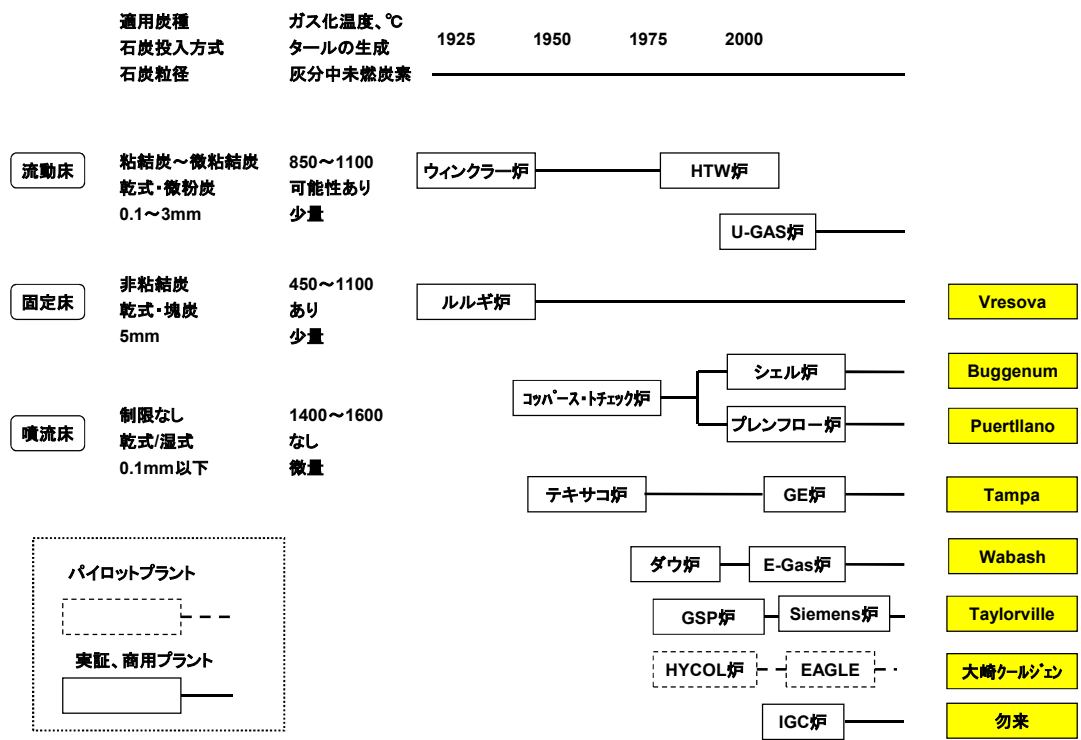 適用炭種 ガス化温度、℃
石炭投入方式 タールの生成
石炭粒径 灰分中未燃炭素
1925 1950 1975 2000
流動床
粘結炭～微粘結炭 850～1100
乾式・微粉炭 可能性あり
0.1～3mm 少量
ウィンクラー炉 HTW炉
U-GAS炉
固定床
非粘結炭 450～1100
乾式・塊炭 あり
5mm 少量
ルルギ炉 Vresova
シェル炉 Buggenum
コッパース・トチェック炉
プレンフロー炉 Puertllano
噴流床
制限なし 1400～1600
乾式/湿式 なし
0.1mm以下 微量
テキサコ炉 GE炉 Tampa
ダウ炉 E-Gas炉 Wabash
GSP炉 Siemens炉 Taylorville
HYCOL炉 EAGLE 大崎クールジェン
IGC炉 勿来
パイロットプラント
実証、商用プラント